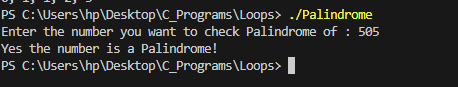 PS C:\Users\hp\Desktop\C_Programs\Loops> ./Palindrome
Enter the number you want to check Palindrome of : 505
Yes the number is a Palindrome!
PS C:\Users\hp\Desktop\C_Programs\Loops>